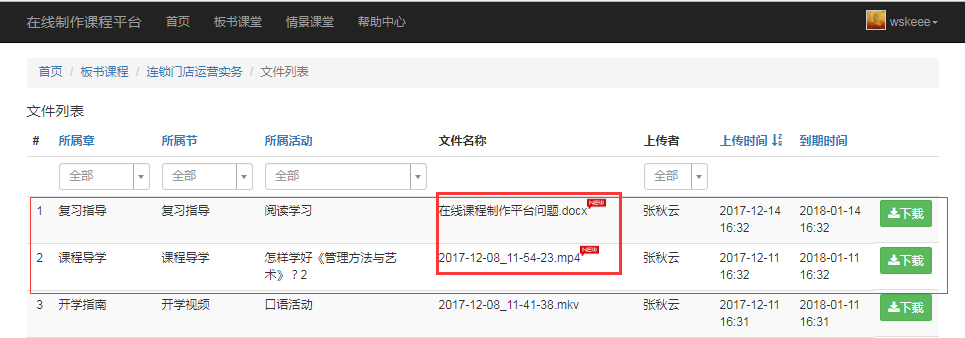 在线制作课程平台 首页 板书课堂 情景课堂 帮助中心 wskeee
首页 / 板书课程 / 连锁门店运营实务 / 文件列表
文件列表
# 所属章 所属节 所属活动 文件名称 上传者 上传时间 到期时间
全部 全部 全部 全部
1 复习指导 复习指导 阅读学习 在线课程制作平台问题.docx NEW 张秋云 2017-12-14 2018-01-14 下载
16:32 16:32
2 课程导学 课程导学 怎样学好《管理方法与艺 2017-12-08_11-54-23.mp4 NEW 张秋云 2017-12-11 2018-01-11 下载
术》？2 16:32 16:32
3 开学指南 开学视频 口语活动 2017-12-08_11-41-38.mkv 张秋云 2017-12-11 2018-01-11 下载
16:31 16:31